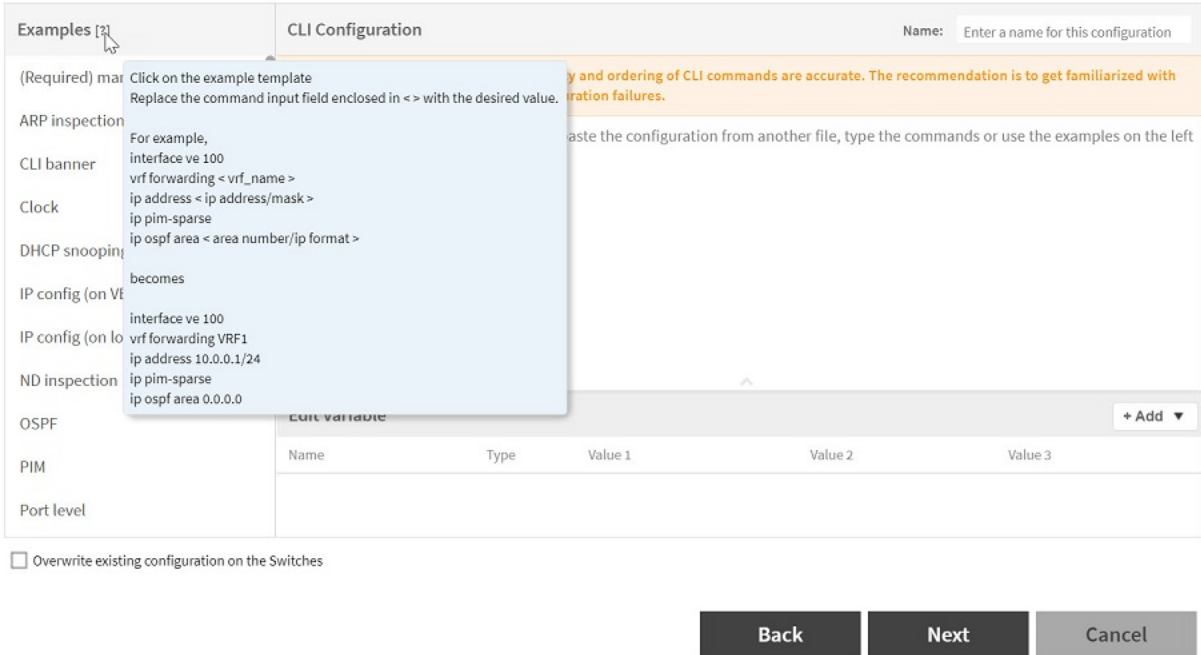 Examples [?]
CLI Configuration
Name:
Enter a name for this configuration
(Required) ma
ARP inspection
CLI banner
Clock
DHCP snooping
IP config (on VE
IP config (on lo
ND inspection
OSPF
PIM
Port level
Click on the example template
Replace the command input field enclosed in <> with the desired value.
For example,
interface ve 100
vrf forwarding < vrf_name >
ip address < ip address/mask >
ip pim-sparse
ip ospf area < area number/ip format >
becomes
interface ve 100
vrf forwarding VRF1
ip address 10.0.0.1/24
ip pim-sparse
ip ospf area 0.0.0.0
y and ordering of CLI commands are accurate. The recommendation is to get familiarized with
ration failures.
aste the configuration from another file, type the commands or use the examples on the left
Edit Variable
+ Add
Name Type Value 1 Value 2 Value 3
Overwrite existing configuration on the Switches
Back
Next
Cancel